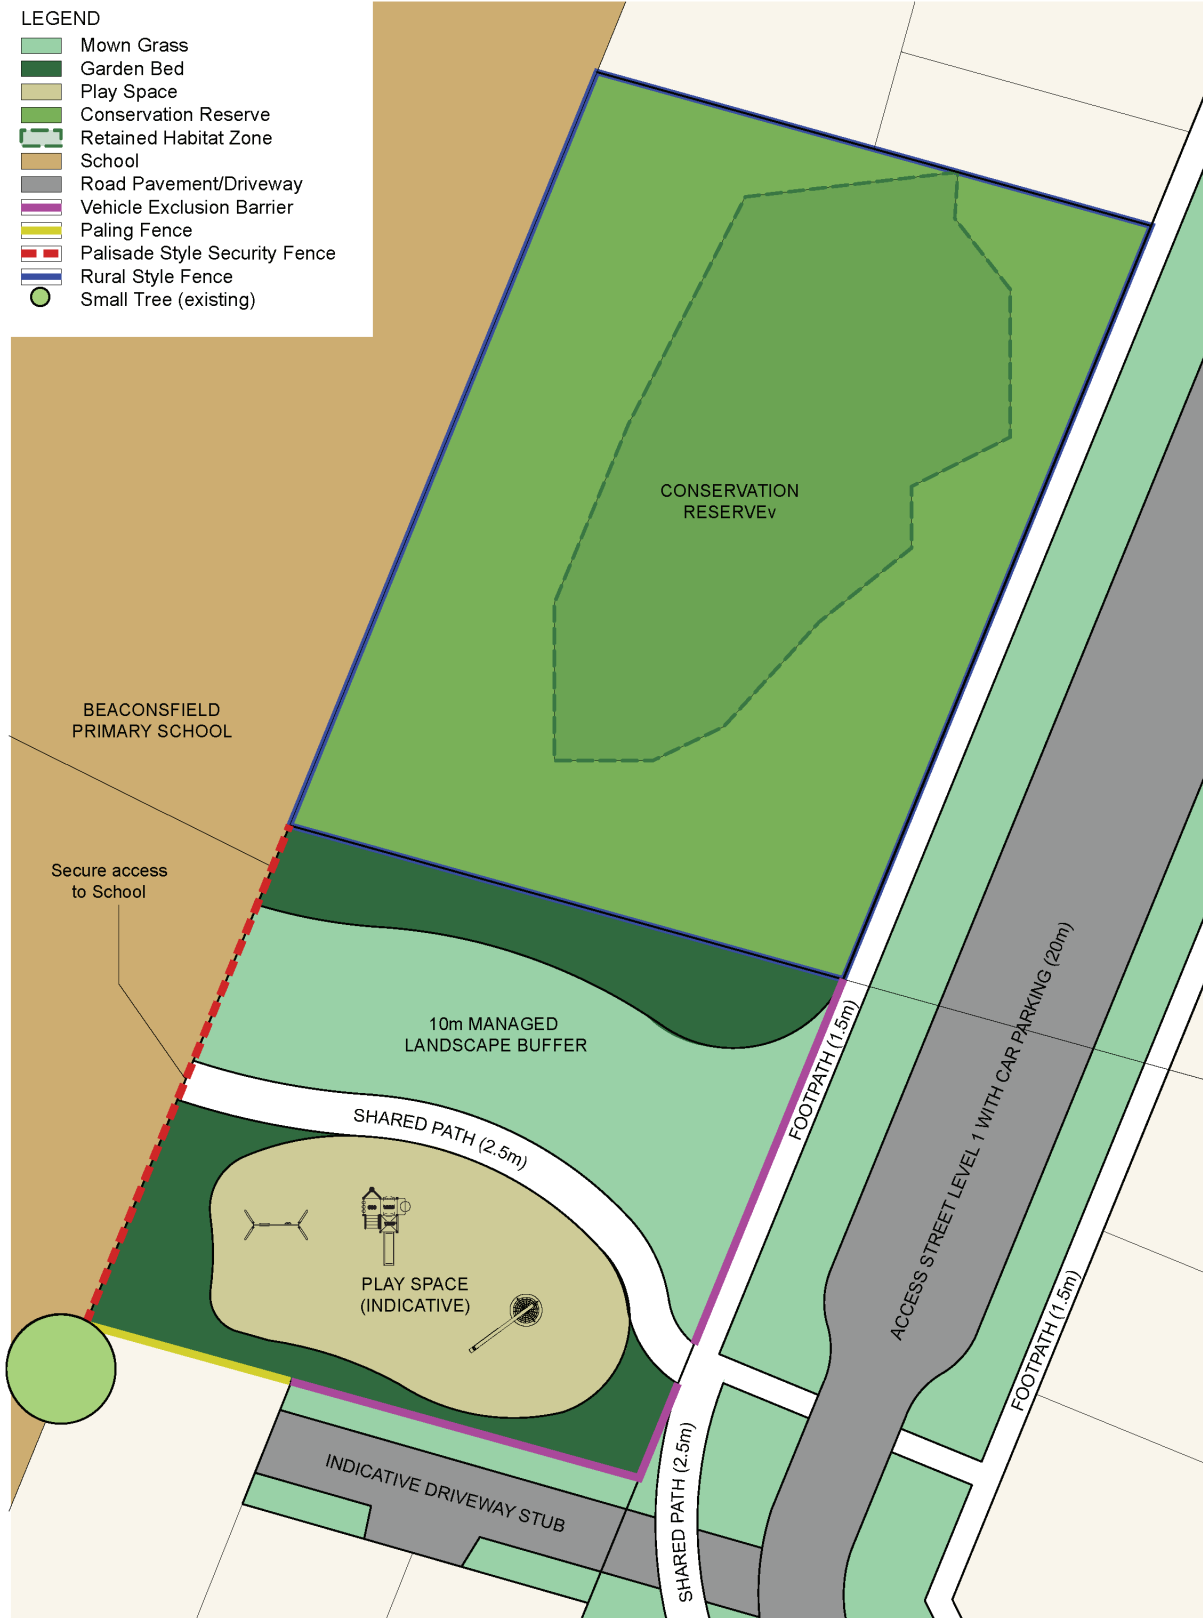 LEGEND
Mown Grass
Garden Bed
Play Space
Conservation Reserve
Retained Habitat Zone
School
Road Pavement/Driveway
Vehicle Exclusion Barrier
Paling Fence
Palisade Style Security Fence
Rural Style Fence
Small Tree (existing)
CONSERVATION
RESERVEv
BEACONSFIELD
PRIMARY SCHOOL
Secure access
to School
10m MANAGED
LANDSCAPE BUFFER
FOOTPATH (1.5m)
SHARED PATH (2.5m)
ACCESS STREET LEVEL 1 WITH CAR PARKING (20m)
PLAY SPACE
(INDICATIVE)
FOOTPATH (1.5m)
INDICATIVE DRIVEWAY STUB
SHARED PATH (2.5m)